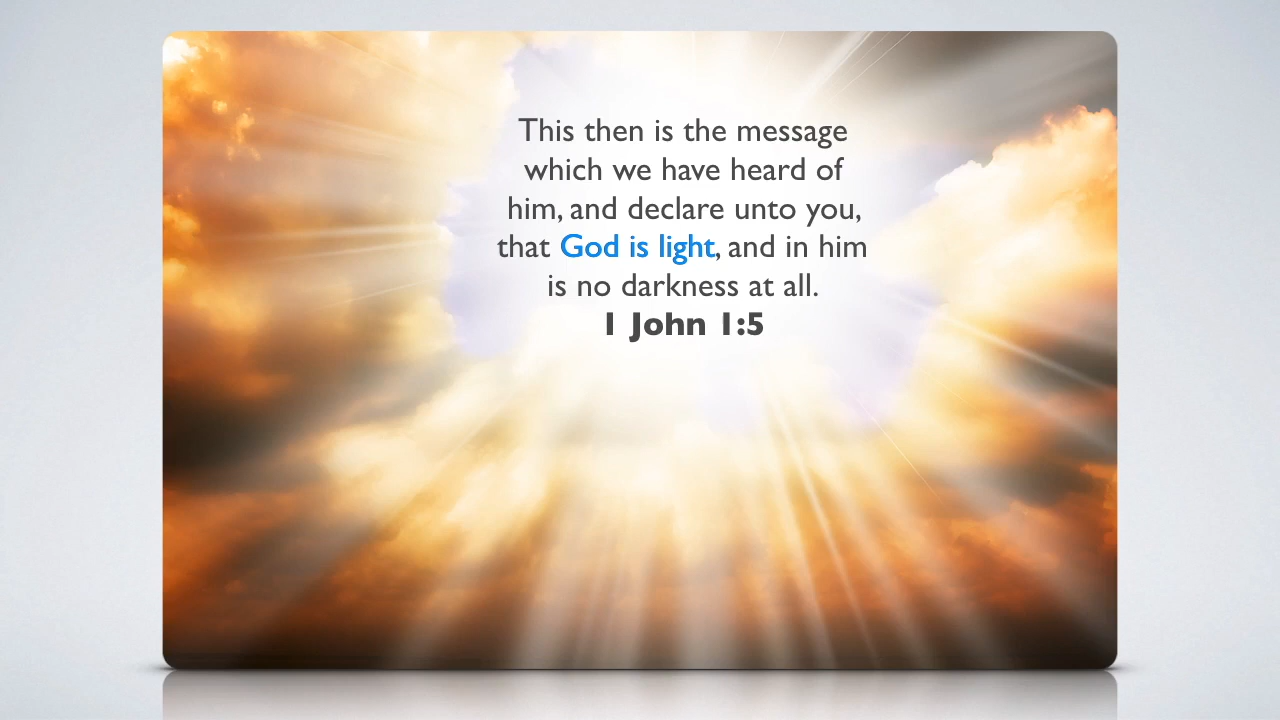 This then is the message
which we have heard of
him, and declare unto you,
that God is light, and in him
is no darkness at all.
1 John 1:5